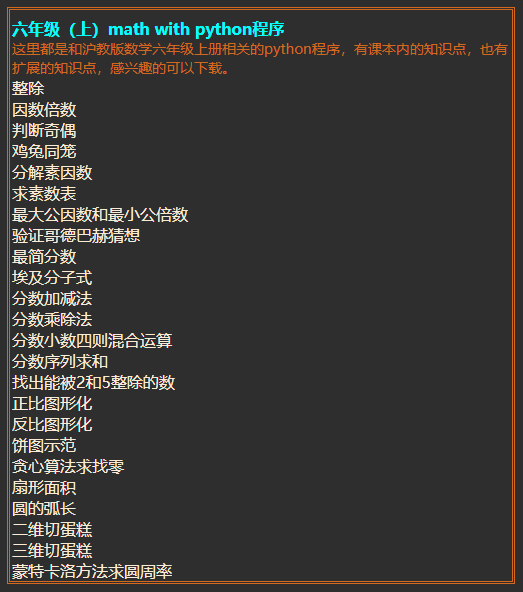 六年级（上）math with python程序
这里都是和沪教版数学六年级上册相关的python程序，有课本内的知识点，也有
扩展的知识点，感兴趣的可以下载。
整除
因数倍数
判断奇偶
鸡兔同笼
分解素因数
求素数表
最大公因数和最小公倍数
验证哥德巴赫猜想
最简分数
埃及分子式
分数加减法
分数乘除法
分数小数四则混合运算
分数序列求和
找出能被2和5整除的数
正比图形化
反比图形化
饼图示范
贪心算法求找零
扇形面积
圆的弧长
二维切蛋糕
三维切蛋糕
蒙特卡洛方法求圆周率